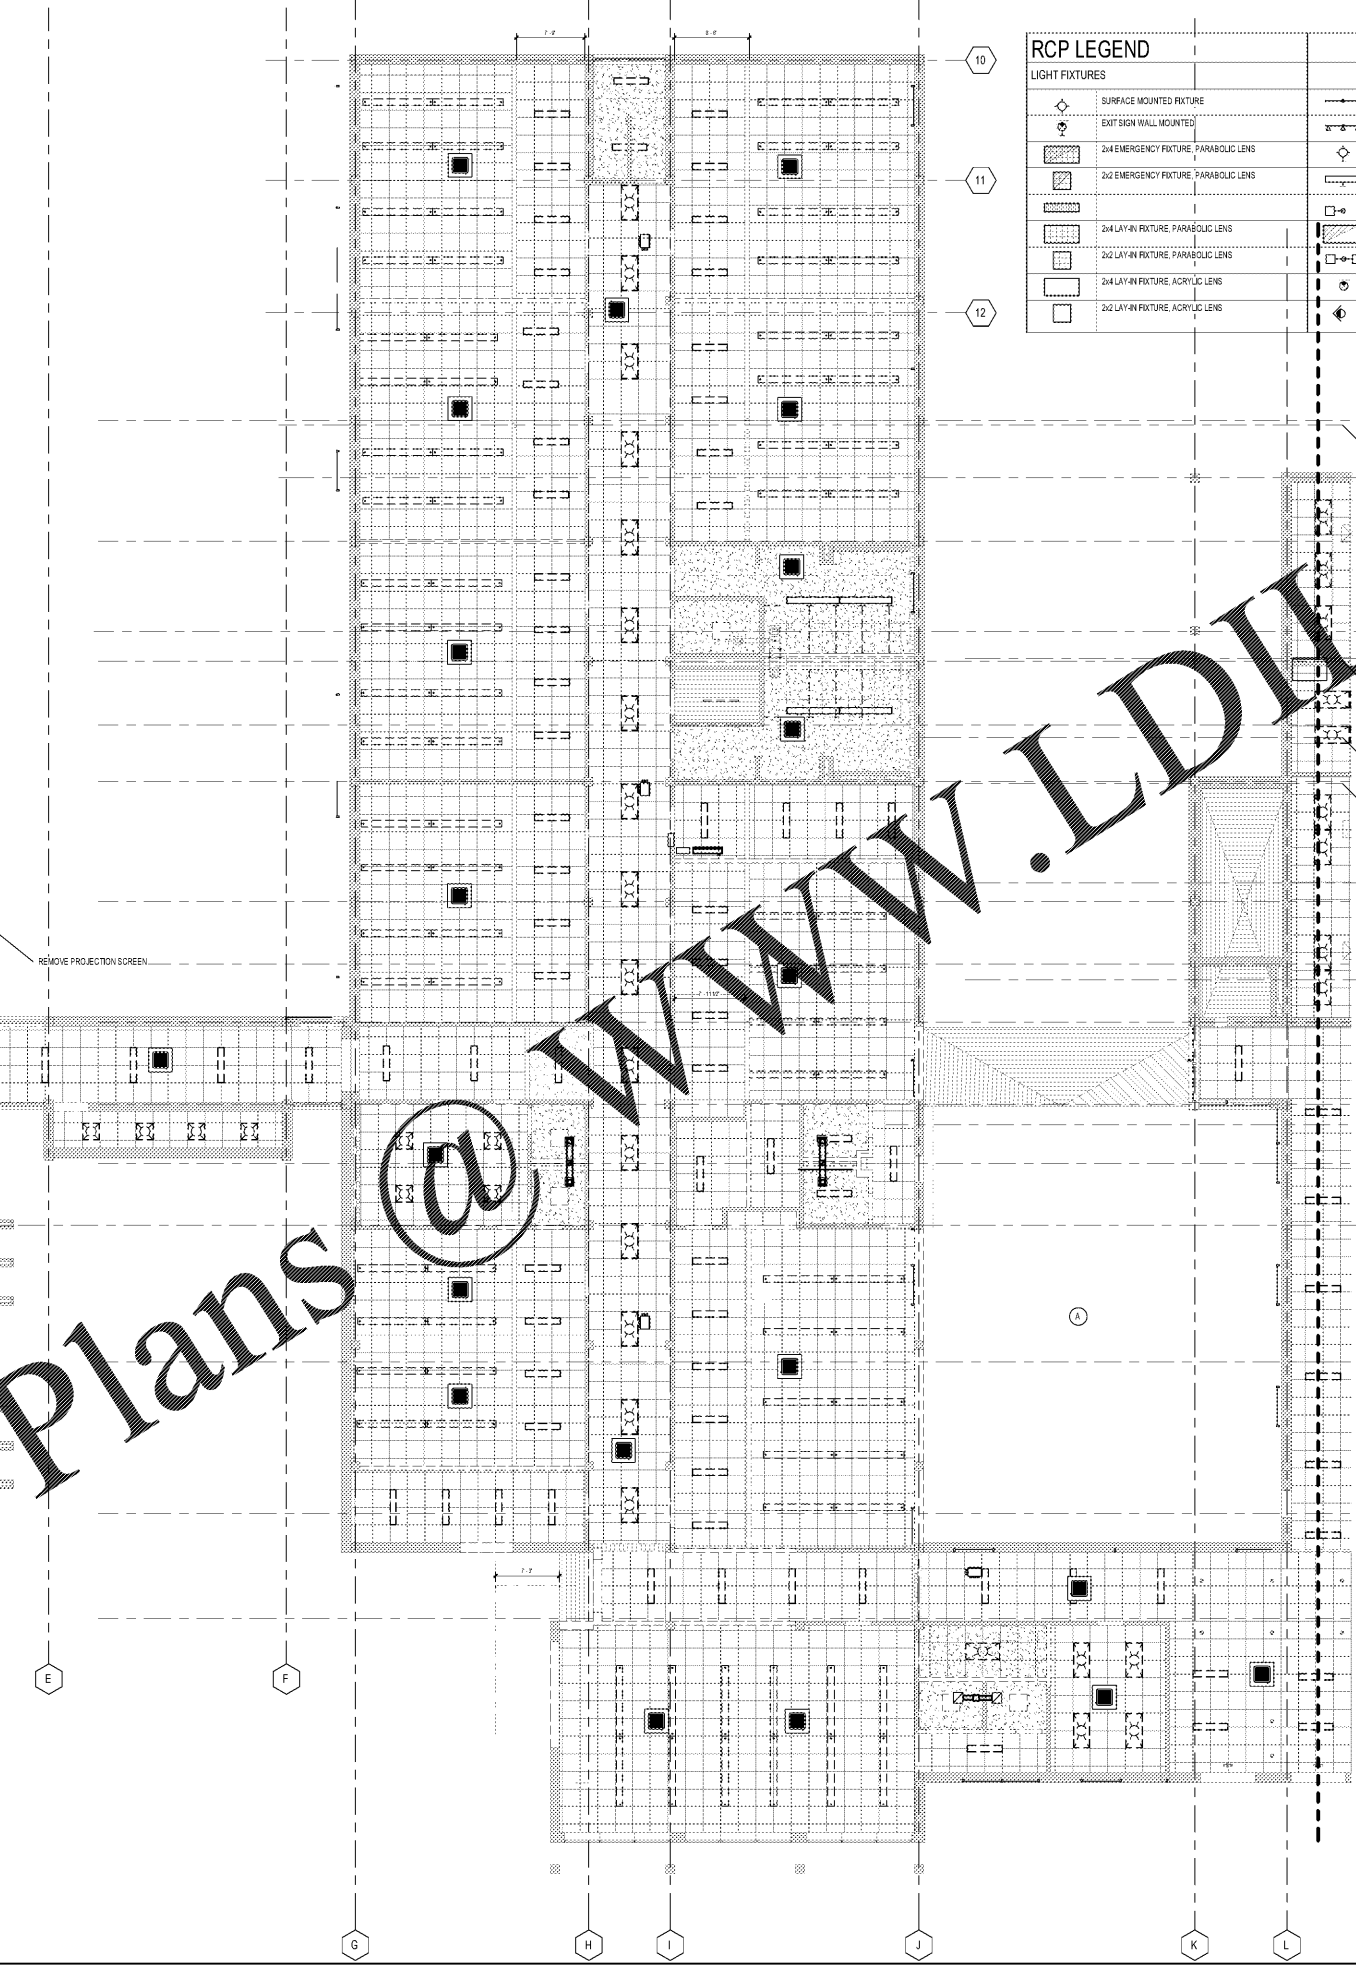 10
RCP LEGEND
LIGHT FIXTURES
SURFACE MOUNTED FIXTURE
EXIT SIGN WALL MOUNTED
2x4 EMERGENCY FIXTURE, PARABOLIC LENS
11
2x2 EMERGENCY FIXTURE, PARABOLIC LENS
2x4 LAY-IN FIXTURE, PARABOLIC LENS
2x2 LAY-IN FIXTURE, PARABOLIC LENS
2x4 LAY-IN FIXTURE, ACRYLIC LENS
12
2x2 LAY-IN FIXTURE, ACRYLIC LENS
REMOVE PROJECTION SCREEN
Plans @ www.LDI
A
E
F
G
H
I
J
K
L